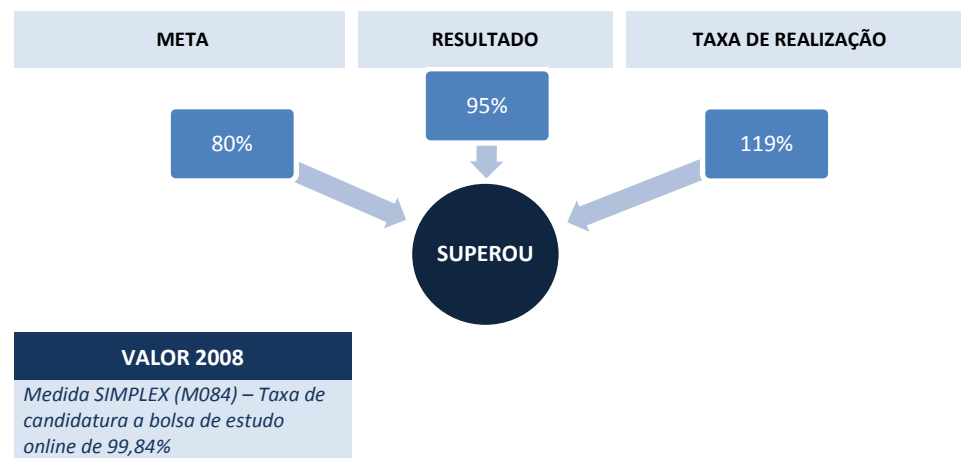 META
RESULTADO
TAXA DE REALIZAÇÃO
80%
95%
119%
SUPEROU
VALOR 2008
Medida SIMPLEX (M084) – Taxa de
candidatura a bolsa de estudo
online de 99,84%